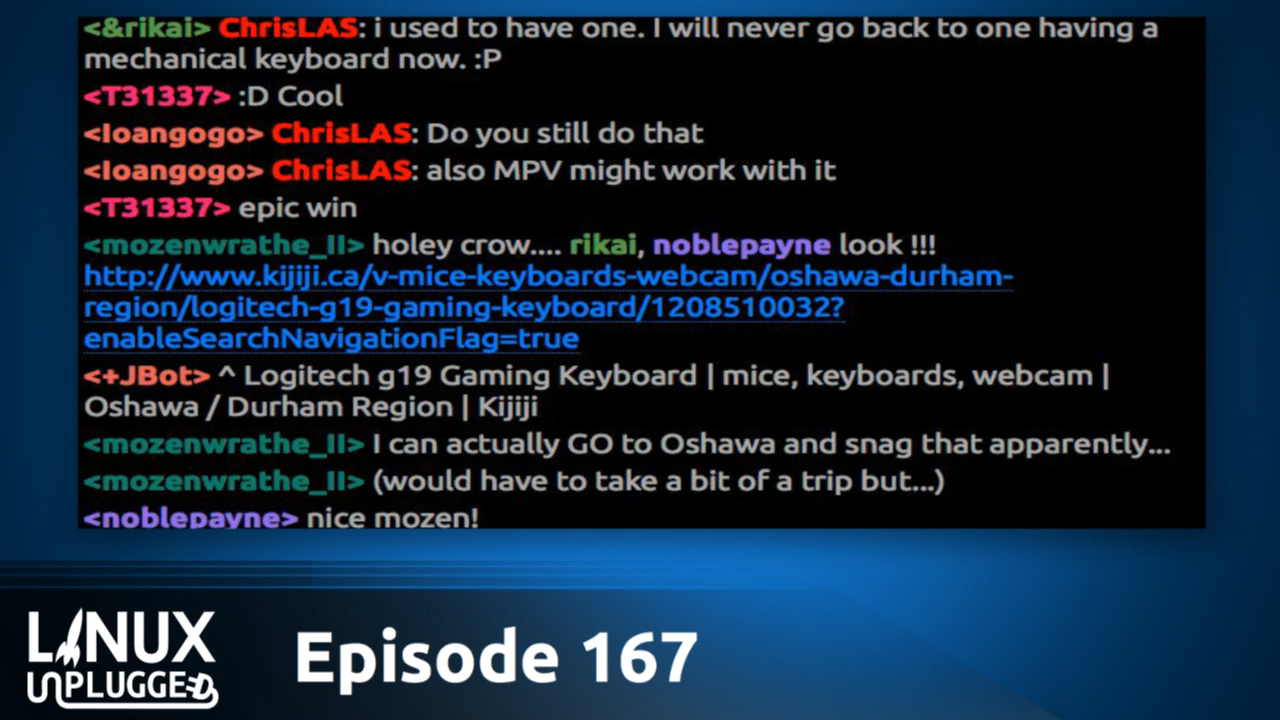 <&rikai> ChrisLAS: i used to have one. I will never go back to one having a
mechanical keyboard now. :P
<T31337> :D Cool
<Ioangogo> ChrisLAS: Do you still do that
<Ioangogo> ChrisLAS: also MPV might work with it
<T31337> epic win
<mozenwrathe_II> holey crow.... rikai, noblepayne look !!!
http://www.kijiji.ca/v-mice-keyboards-webcam/oshawa-durham-
region/logitech-g19-gaming-keyboard/1208510032?
enableSearchNavigationFlag=true
<+JBot> ^ Logitech g19 Gaming Keyboard | mice, keyboards, webcam |
Oshawa / Durham Region | Kijiji
<mozenwrathe_II> I can actually GO to Oshawa and snag that apparently...
<mozenwrathe_II> (would have to take a bit of a trip but...)
<noblepayne> nice mozen!
LINUX
UNPLUGGED
Episode 167